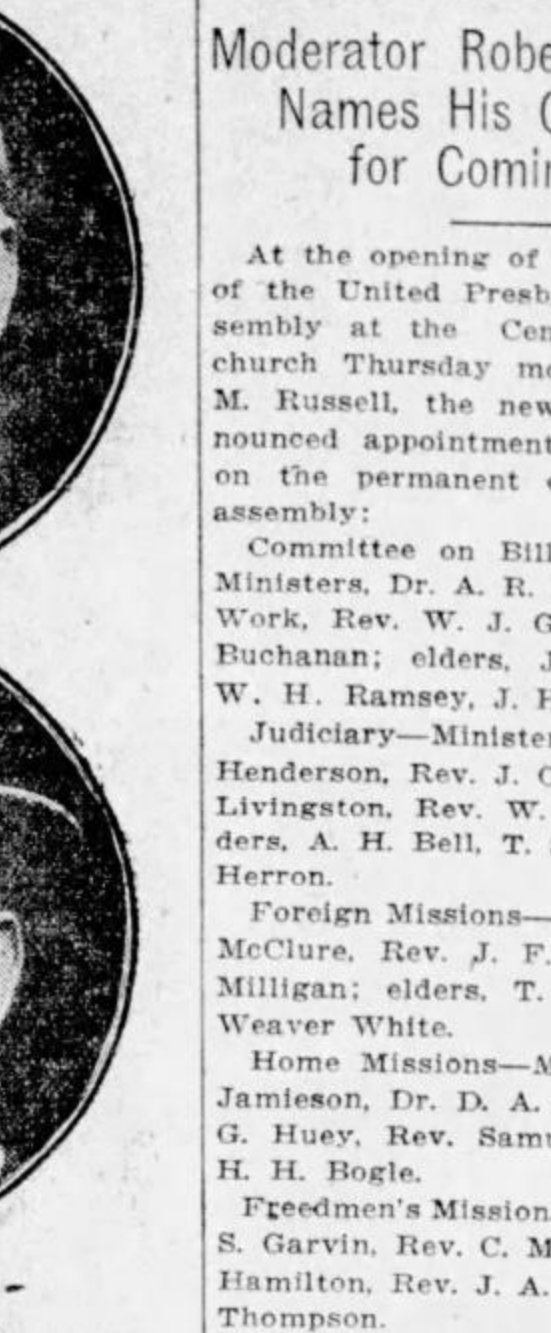 Moderator Robe
Names His
for Comin
At the opening of
of the United Presb
sembly at the Cen
church Thursday mo
M. Russell, the new
nounced appointment
on the permanent
assembly:
Committee on Bill
Ministers, Dr. A. R.
Work, Rev. W. J. G
Buchanan; elders, J
W. H. Ramsey, J. H
Judiciary—Minister
Henderson, Rev. J. C
Livingston, Rev. W.
ders, A. H. Bell, T.
Herron.
Foreign Missions—
McClure, Rev. J. F.
Milligan; elders, T.
Weaver White.
Home Missions—M
Jamieson, Dr. D. A.
G. Huey, Rev. Samu
H. H. Bogle.
Freedmen's Mission
S. Garvin, Rev. C. M
Hamilton, Rev. J. A.
Thompson.